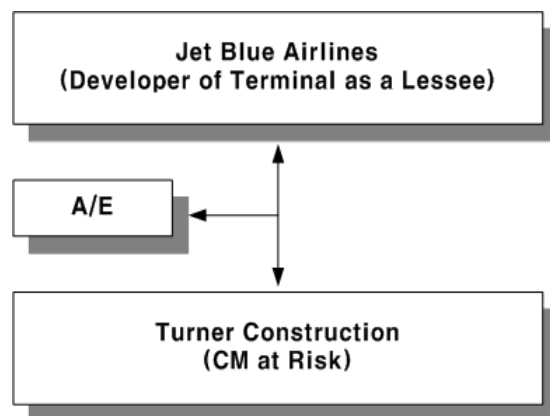 Jet Blue Airlines
(Developer of Terminal as a Lessee)
A/E
Turner Construction
(CM at Risk)